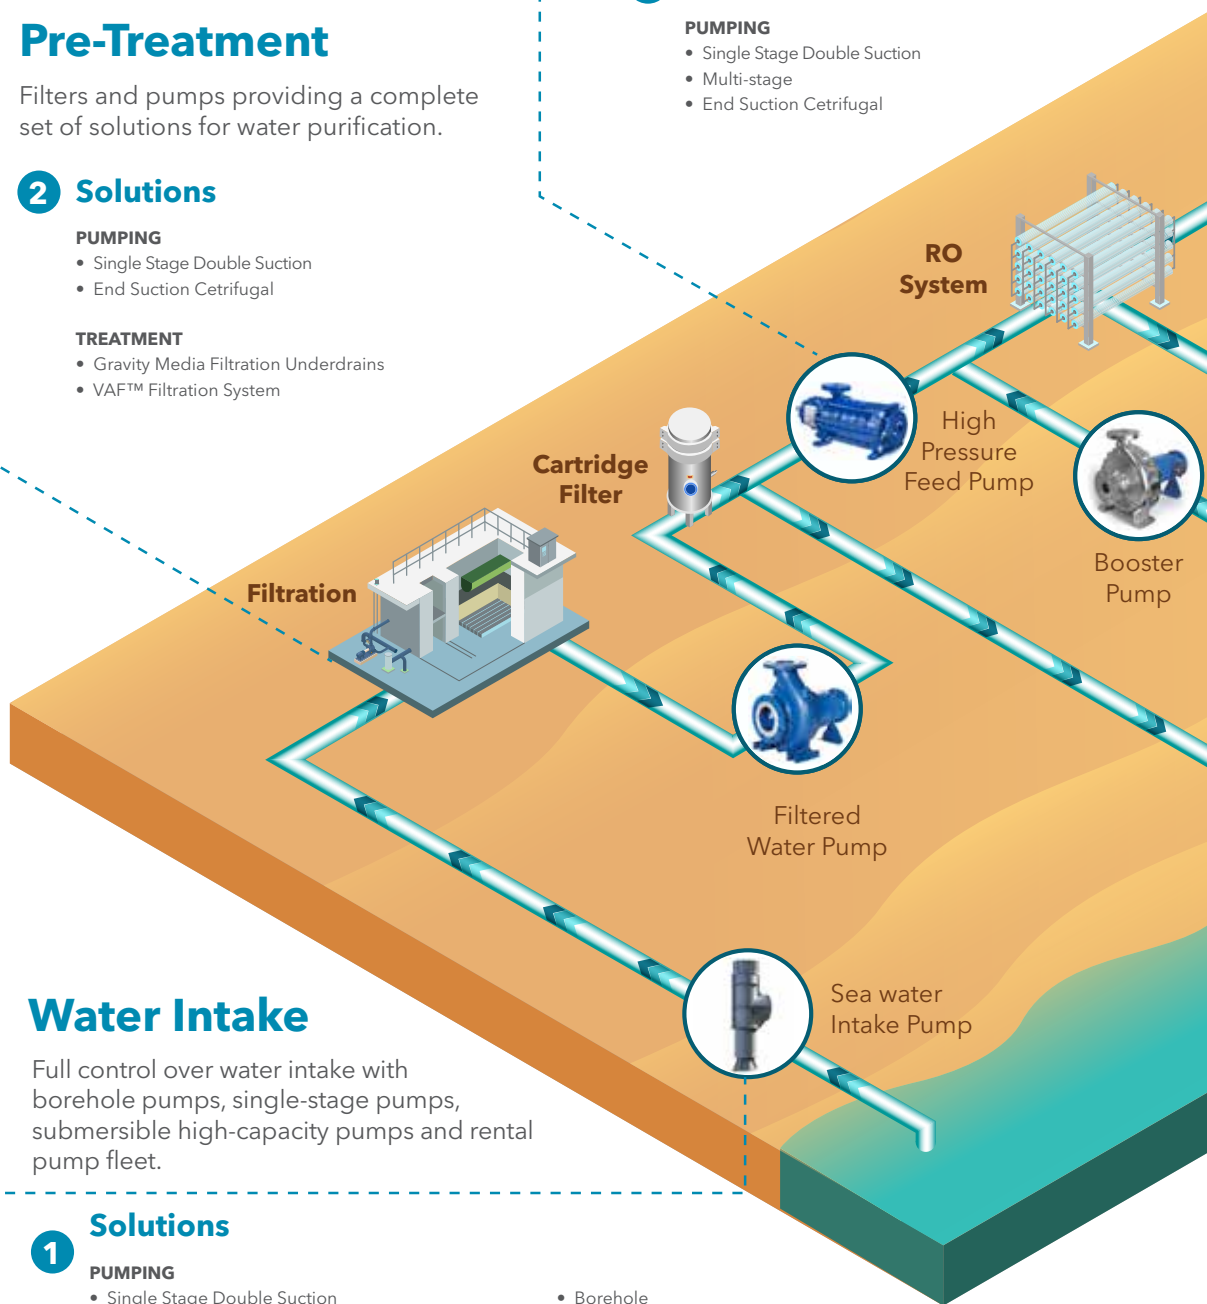 Pre-Treatment
Filters and pumps providing a complete
set of solutions for water purification.
2 Solutions
PUMPING
• Single Stage Double Suction
• End Suction Cetrifugal
TREATMENT
• Gravity Media Filtration Underdrains
• VAF™ Filtration System
PUMPING
• Single Stage Double Suction
• Multi-stage
• End Suction Cetrifugal
RO
System
High
Pressure
Feed Pump
Cartridge
Filter
Booster
Pump
Filtration
Filtered
Water Pump
Sea water
Intake Pump
Water Intake
Full control over water intake with
borehole pumps, single-stage pumps,
submersible high-capacity pumps and rental
pump fleet.
1 Solutions
PUMPING
• Single Stage Double Suction
• Borehole